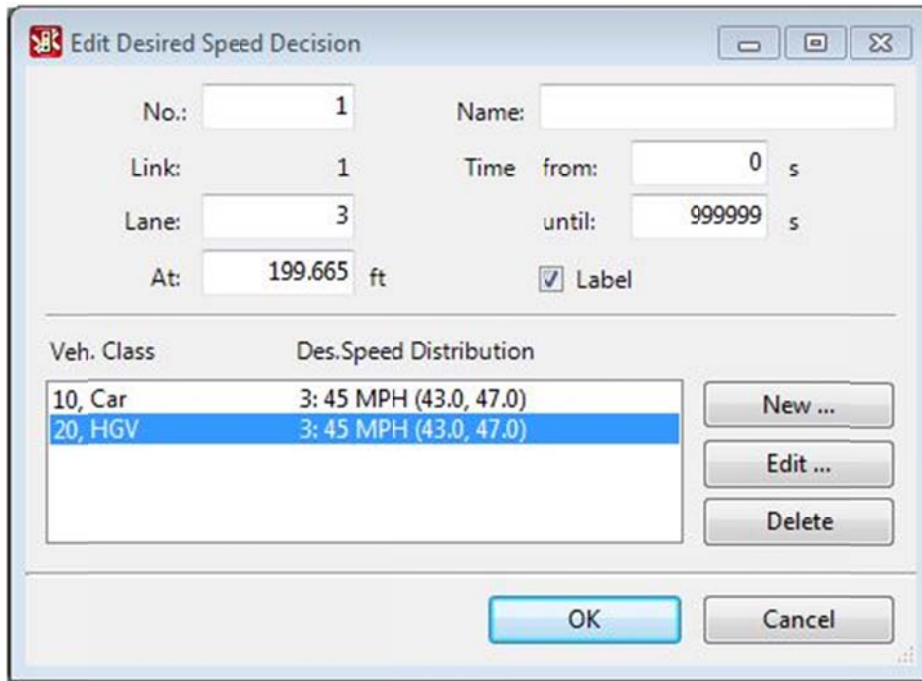 Edit Desired Speed Decision
No.: 1 Name:
Link: 1 Time from: 0 s
Lane: 3 until: 999999 s
At: 199.665 ft Label
Veh. Class Des.Speed Distribution
10, Car 3: 45 MPH (43.0, 47.0) New ...
20, HGV 3: 45 MPH (43.0, 47.0) Edit ...
Delete
OK Cancel